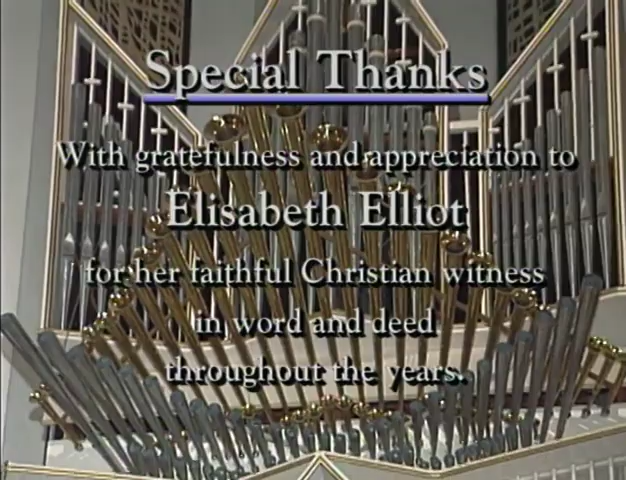 Special Thanks
With gratefulness and appreciation to
Elisabeth Elliot
for her faithful Christian witness
in word and deed
throughout the years.